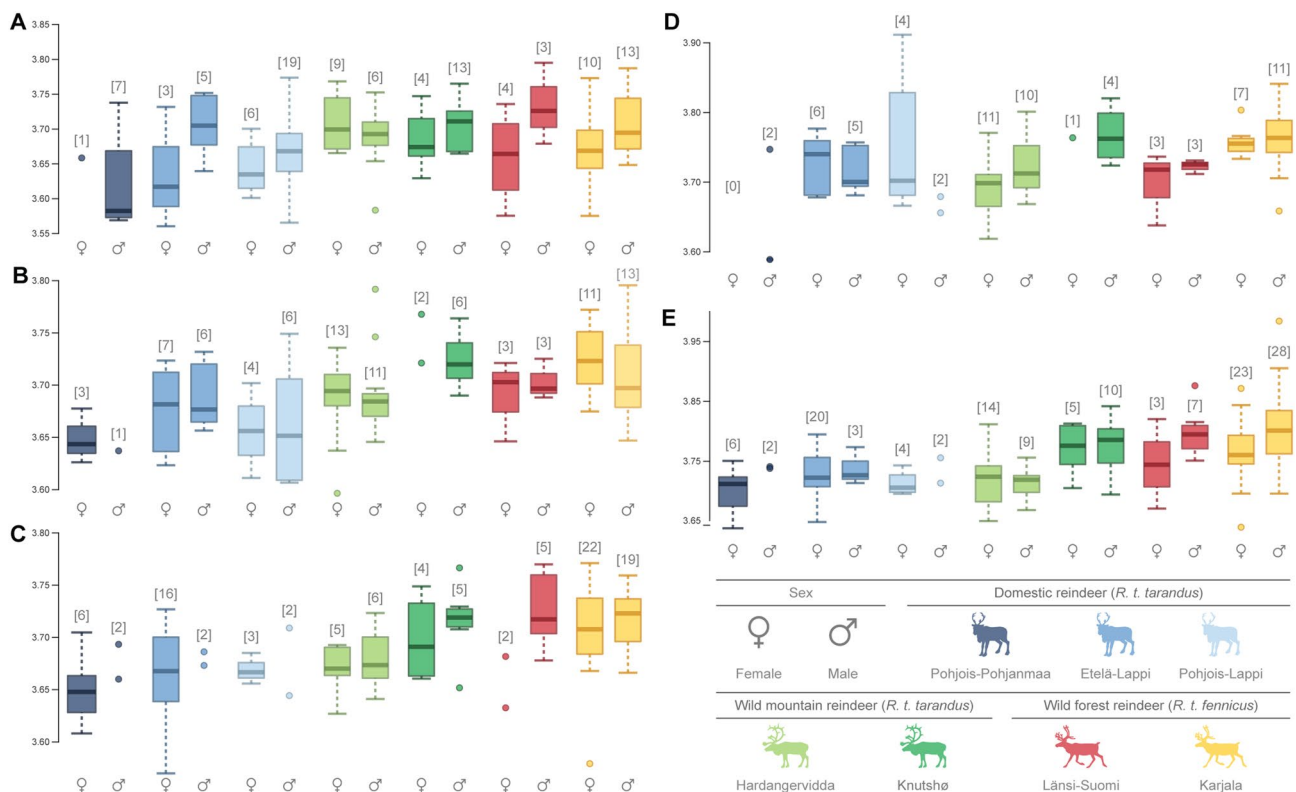 A
3.85
3.80
3.75
3.70
3.65
3.60
3.55
[1] [7] [3] [5] [6] [19] [9] [6] [4] [13] [4] [3] [10] [13]
♀ ♂ ♀ ♂ ♀ ♂ ♀ ♂ ♀ ♂ ♀ ♂ ♀ ♂
B
3.80
3.75
3.70
3.65
3.60
[3] [1] [7] [6] [4] [6] [13] [11] [2] [6] [3] [3] [11] [13]
♀ ♂ ♀ ♂ ♀ ♂ ♀ ♂ ♀ ♂ ♀ ♂ ♀ ♂
C
3.80
3.75
3.70
3.65
3.60
[6] [2] [16] [2] [3] [2] [5] [6] [4] [5] [2] [5] [22] [19]
♀ ♂ ♀ ♂ ♀ ♂ ♀ ♂ ♀ ♂ ♀ ♂ ♀ ♂
D
3.90
3.80
3.70
3.60
[0] [2] [6] [5] [4] [2] [11] [10] [1] [4] [3] [3] [7] [11]
♀ ♂ ♀ ♂ ♀ ♂ ♀ ♂ ♀ ♂ ♀ ♂ ♀ ♂
E
3.95
3.85
3.75
3.65
[6] [2] [20] [3] [4] [2] [14] [9] [5] [10] [3] [7] [23] [28]
♀ ♂ ♀ ♂ ♀ ♂ ♀ ♂ ♀ ♂ ♀ ♂ ♀ ♂
Sex
♀ ♂
Female Male
Domestic reindeer (R. t. tarandus)
Pohjois-Pohjanmaa Etelä-Lappi Pohjois-Lappi
Wild mountain reindeer (R. t. tarandus)
Hardangervidda Knutshø
Wild forest reindeer (R. t. fennicus)
Länsi-Suomi Karjala